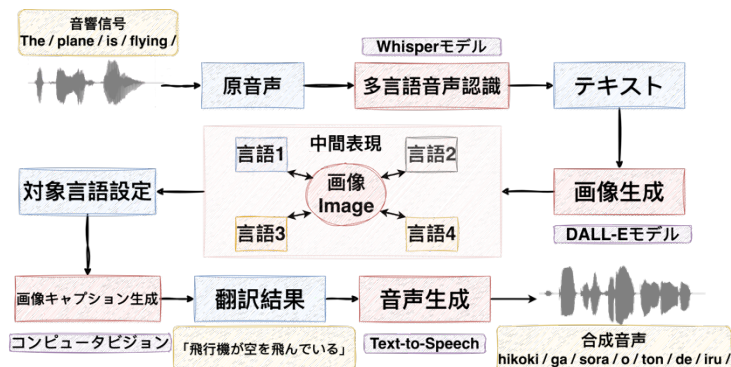 音響信号
The / plane / is / flying /
Whisperモデル
原音声
多言語音声認識
テキスト
中間表現
言語1
言語2
画像
Image
言語3
言語4
対象言語設定
画像生成
DALL-Eモデル
画像キャプション生成
翻訳結果
音声生成
コンピュータビジョン
「飛行機が空を飛んでいる」
Text-to-Speech
合成音声
hikoki / ga / sora / o / ton / de / iru /